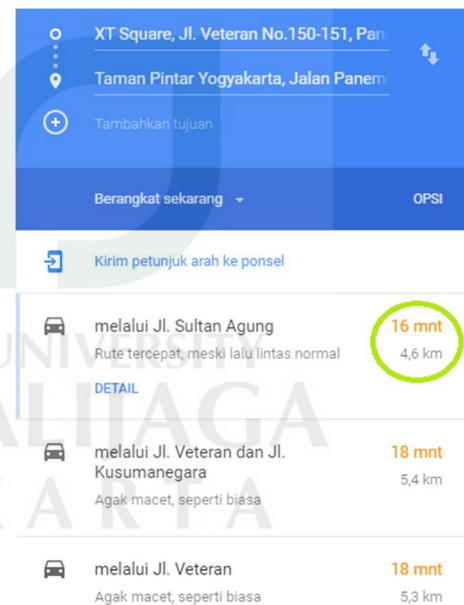 XT Square, Jl. Veteran No.150-151, Pan
Taman Pintar Yogyakarta, Jalan Panem
Tambahkan tujuan
Berangkat sekarang
OPSI
Kirim petunjuk arah ke ponsel
melalui Jl. Sultan Agung
16 mnt
Rute tercepat, meski lalu lintas normal
4,6 km
DETAIL
melalui Jl. Veteran dan Jl.
18 mnt
Kusumanegara
5,4 km
Agak macet, seperti biasa
melalui Jl. Veteran
18 mnt
Agak macet, seperti biasa
5,3 km
UNIVERSITY
ALIJAGA
KARTA